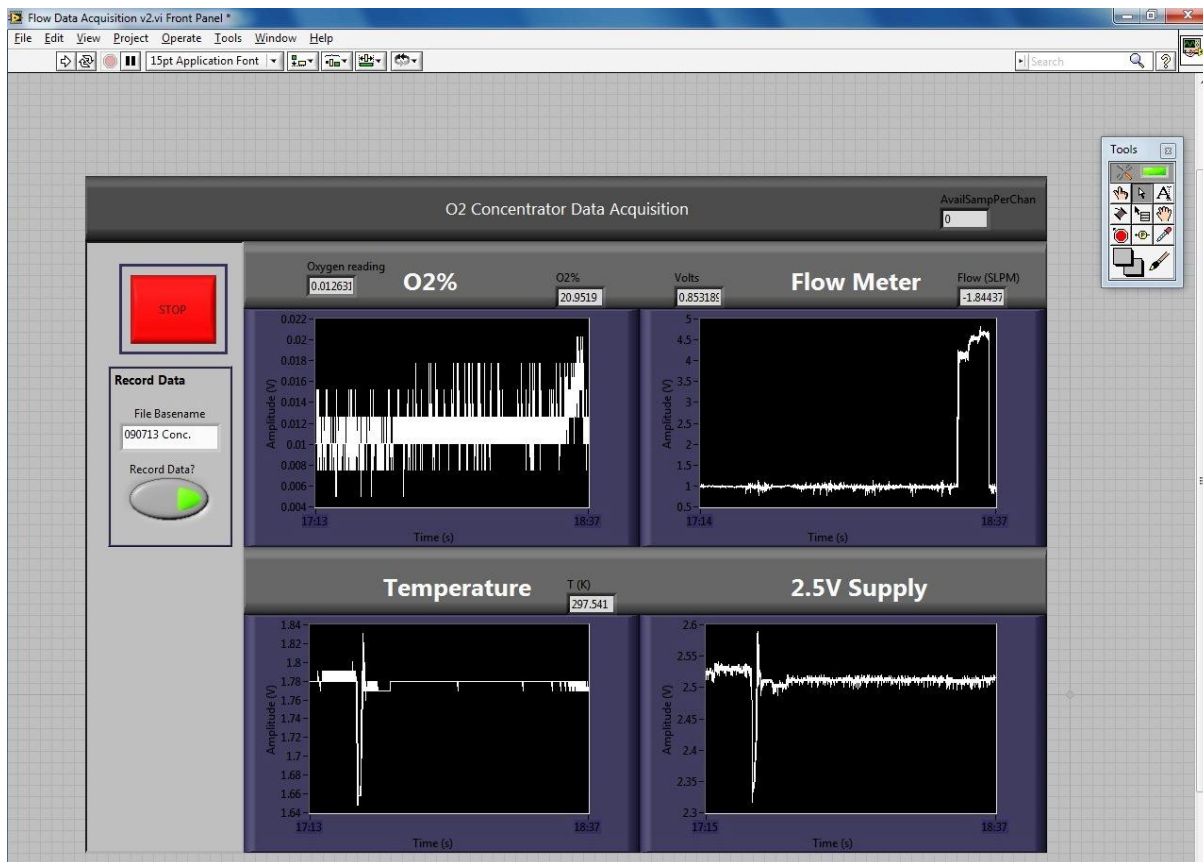 Flow Data Acquisition v2.vi Front Panel *
File Edit View Project Operate Tools Window Help
15pt Application Font
Search
Tools
O2 Concentrator Data Acquisition
AvailSampPerChan
0
STOP
Record Data
File Basename
090713 Conc.
Record Data?
Oxygen reading
0.012631
O2%
O2%
20.9519
0.022
0.02
0.018
0.016
0.014
0.012
0.01
0.008
0.006
0.004
Amplitude (V)
17:13 18:37
Time (s)
Volts
0.853189
Flow Meter
Flow (SLPM)
-1.84437
5
4.5
4
3.5
3
2.5
2
1.5
1
0.5
Amplitude (V)
17:14 18:37
Time (s)
Temperature
T (K)
297.541
1.84
1.82
1.8
1.78
1.76
1.74
1.72
1.7
1.68
1.66
1.64
Amplitude (V)
17:13 18:37
Time (s)
2.5V Supply
2.6
2.55
2.5
2.45
2.4
2.35
2.3
Amplitude (V)
17:15 18:37
Time (s)